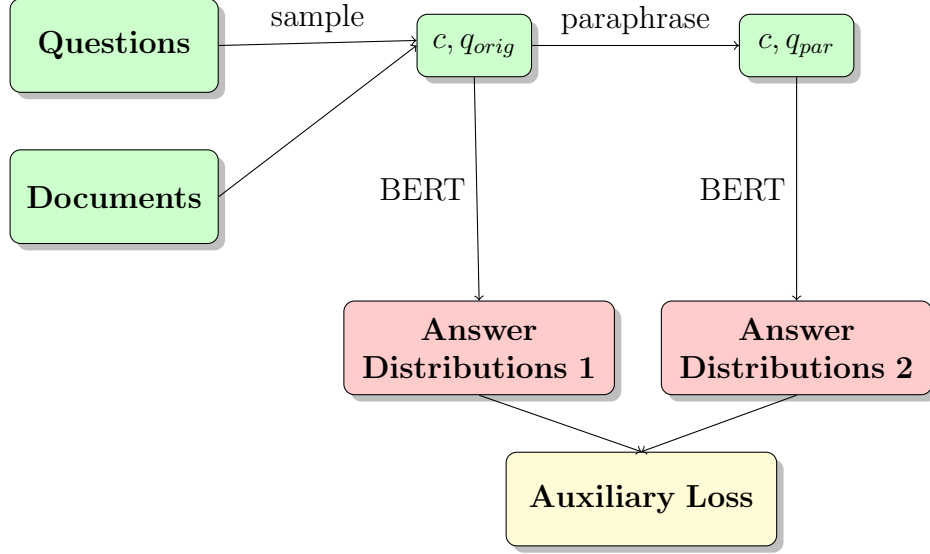 sample
paraphrase
Questions
c, q_orig
c, q_par
Documents
BERT
BERT
Answer
Distributions 1
Answer
Distributions 2
Auxiliary Loss